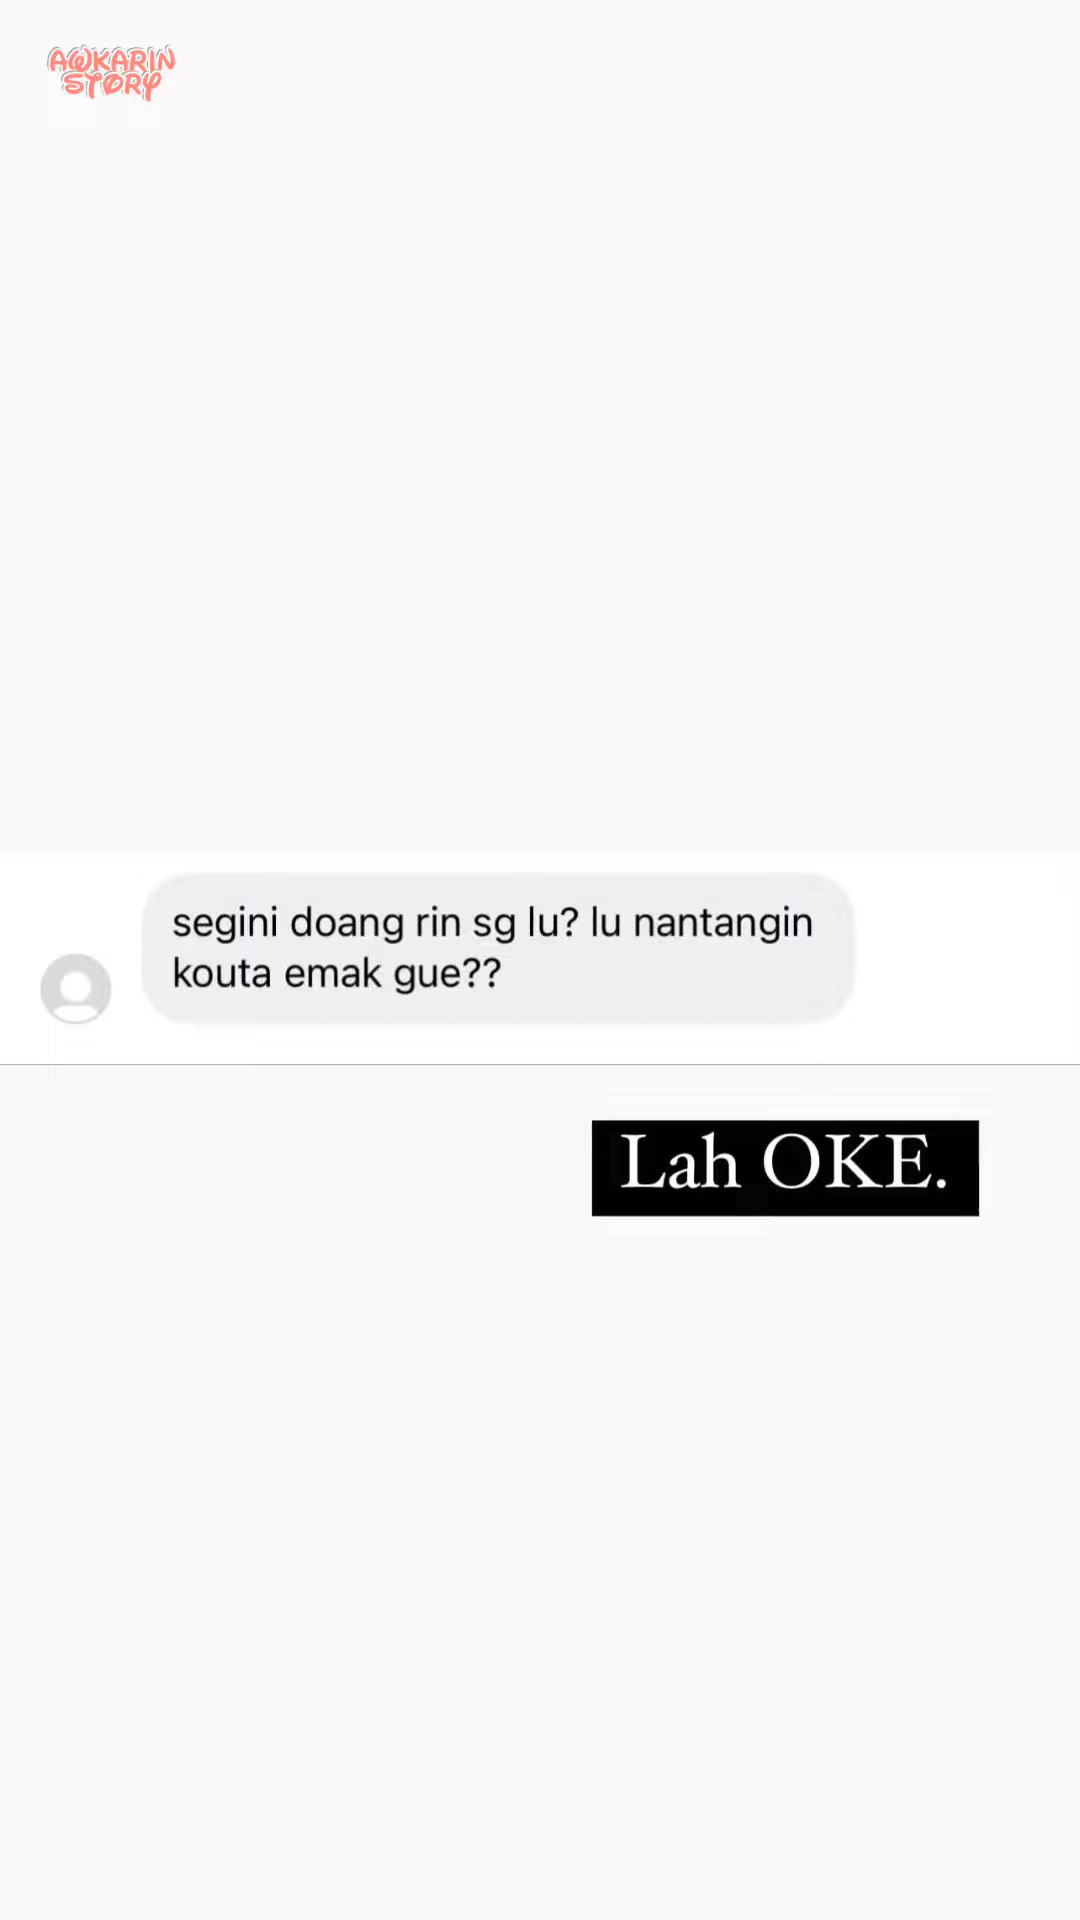 AWKARIN
STORY
segini doang rin sg lu? lu nantangin
kouta emak gue??
Lah OKE.